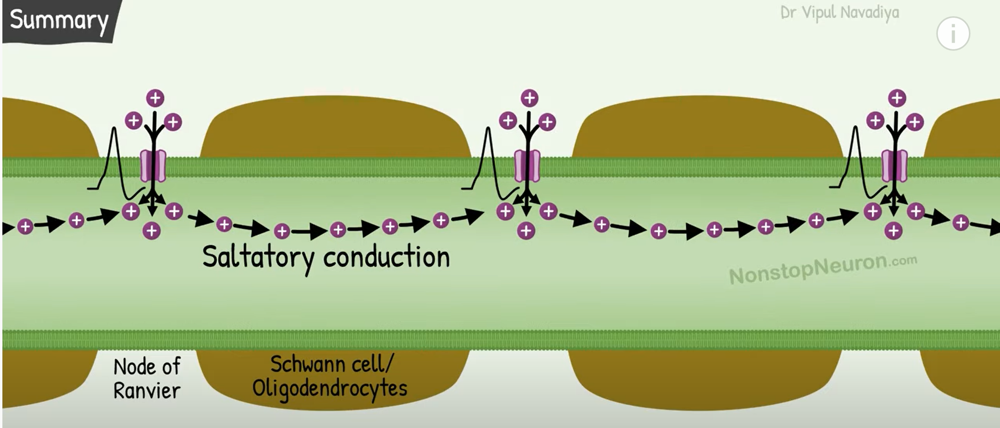 Summary
Dr Vipul Navadiya
i
Saltatory conduction
NonstopNeuron.com
Node of
Ranvier
Schwann cell/
Oligodendrocytes